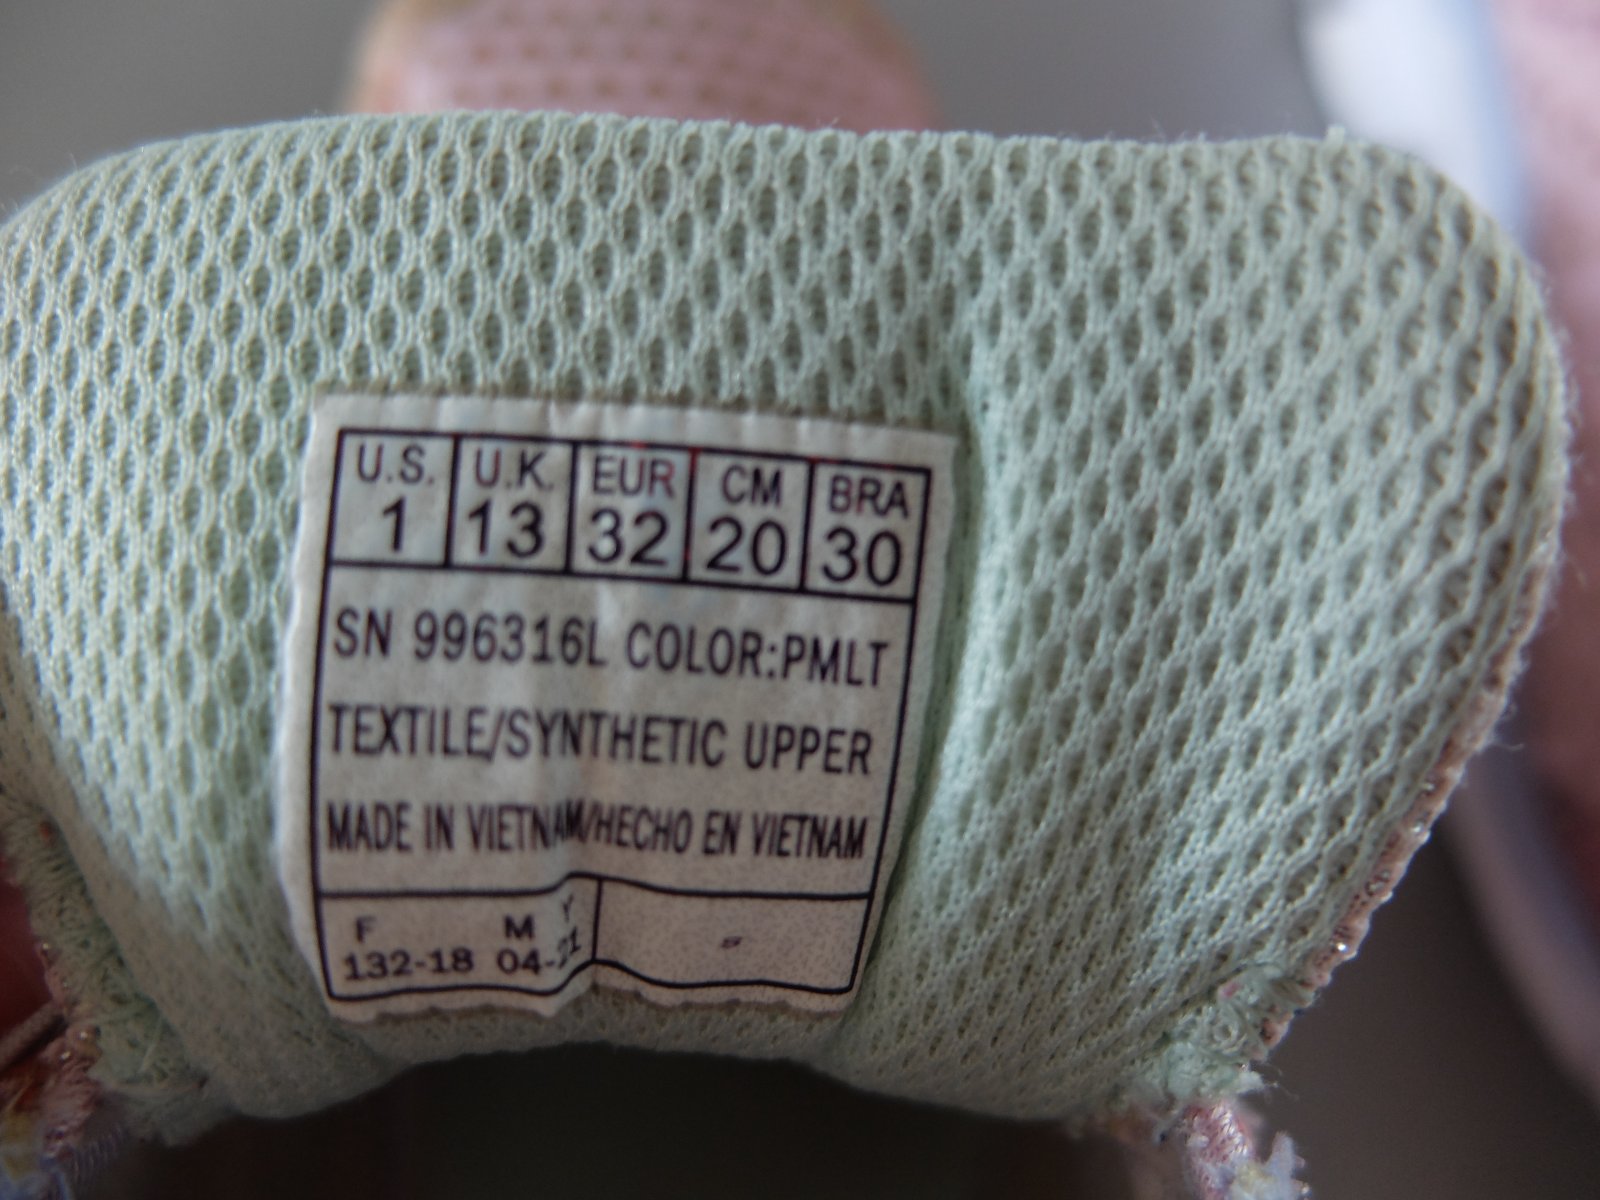 U.S. U.K. EUR CM BRA
1 13 32 20 30
SN 996316L COLOR:PMLT
TEXTILE/SYNTHETIC UPPER
MADE IN VIETNAM/HECHO EN VIETNAM
F M Y
132-18 04-21